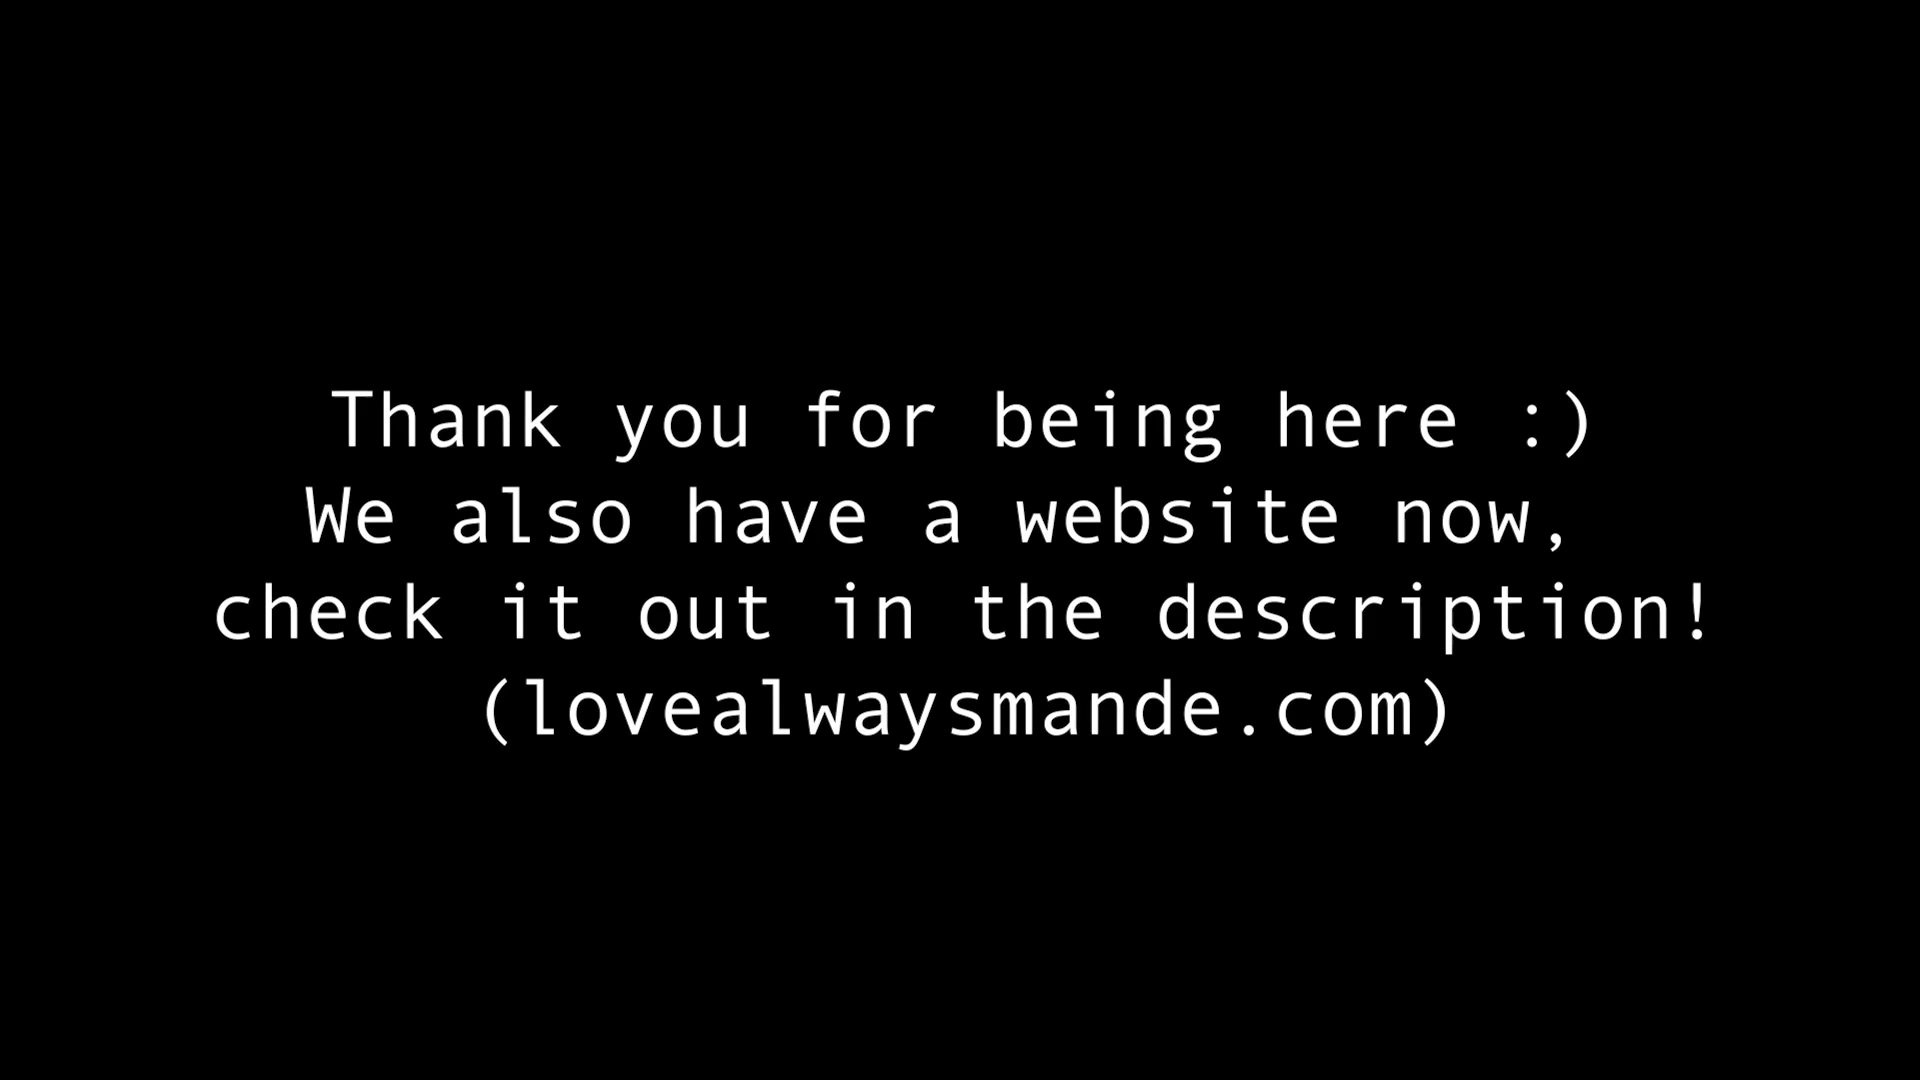 Thank you for being here :)
We also have a website now,
check it out in the description!
(lovealwaysmande.com)